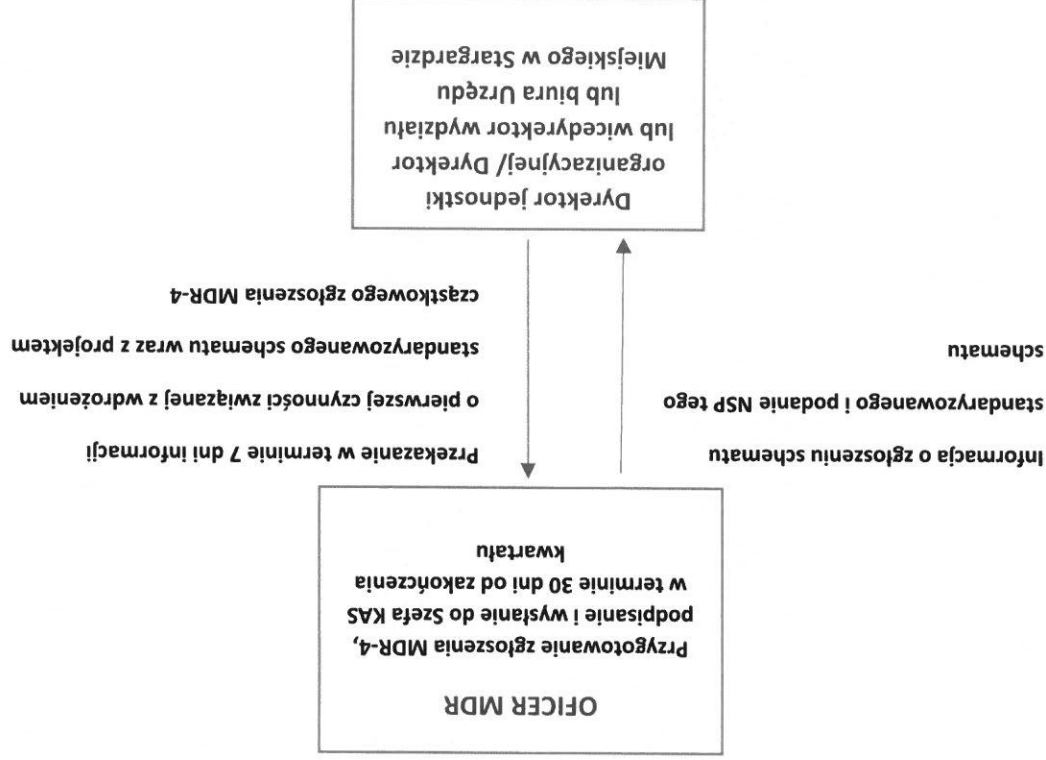 OFICER MDR
Przygotowanie zgłoszenia MDR-4,
podpisanie i wysłanie do Szefa KAS
w terminie 30 dni od zakończenia
kwartału
Informacja o zgłoszeniu schematu
standaryzowanego i podanie NSP tego
schematu
Przekazanie w terminie 7 dni informacji
o pierwszej czynności związanej z wdrożeniem
standaryzowanego schematu wraz z projektem
cząstkowego zgłoszenia MDR-4
Dyrektor jednostki
organizacyjnej/ Dyrektor
lub wicedyrektor wydziału
lub biura Urzędu
Miejskiego w Stargardzie